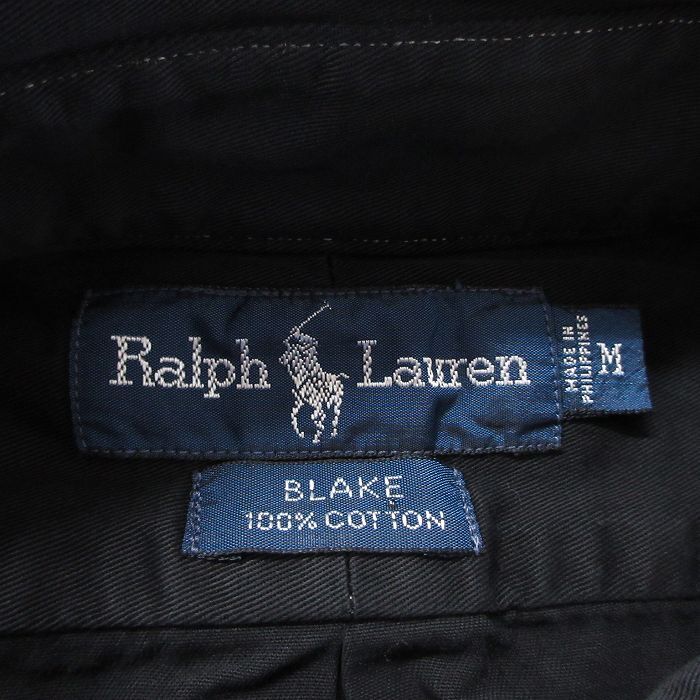 Ralph Lauren
MADE IN
PHILIPPINES
M
BLAKE
100% COTTON